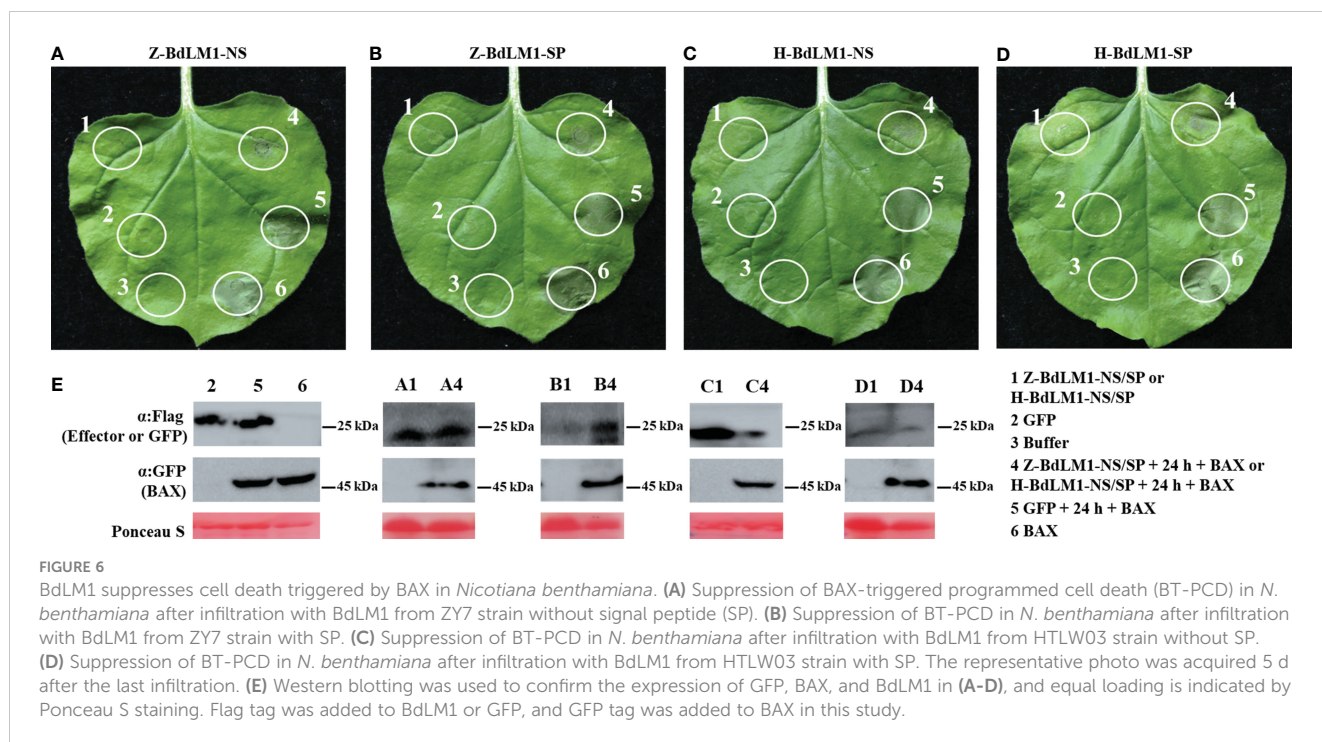 A Z-BdLM1-NS B Z-BdLM1-SP C H-BdLM1-NS D H-BdLM1-SP
1 4 1 4 1 4 1 4
2 5 2 5 2 5 2 5
3 6 3 6 3 6 3 6
E 2 5 6 A1 A4 B1 B4 C1 C4 D1 D4
α:Flag
(Effector or GFP)
25 kDa 25 kDa 25 kDa 25 kDa 25 kDa
α:GFP
(BAX)
45 kDa 45 kDa 45 kDa 45 kDa 45 kDa
Ponceau S
1 Z-BdLM1-NS/SP or
H-BdLM1-NS/SP
2 GFP
3 Buffer
4 Z-BdLM1-NS/SP + 24 h + BAX or
H-BdLM1-NS/SP + 24 h + BAX
5 GFP + 24 h + BAX
6 BAX
FIGURE 6
BdLM1 suppresses cell death triggered by BAX in Nicotiana benthamiana. (A) Suppression of BAX-triggered programmed cell death (BT-PCD) in N.
benthamiana after infiltration with BdLM1 from ZY7 strain without signal peptide (SP). (B) Suppression of BT-PCD in N. benthamiana after infiltration
with BdLM1 from ZY7 strain with SP. (C) Suppression of BT-PCD in N. benthamiana after infiltration with BdLM1 from HTLW03 strain without SP.
(D) Suppression of BT-PCD in N. benthamiana after infiltration with BdLM1 from HTLW03 strain with SP. The representative photo was acquired 5 d
after the last infiltration. (E) Western blotting was used to confirm the expression of GFP, BAX, and BdLM1 in (A-D), and equal loading is indicated by
Ponceau S staining. Flag tag was added to BdLM1 or GFP, and GFP tag was added to BAX in this study.